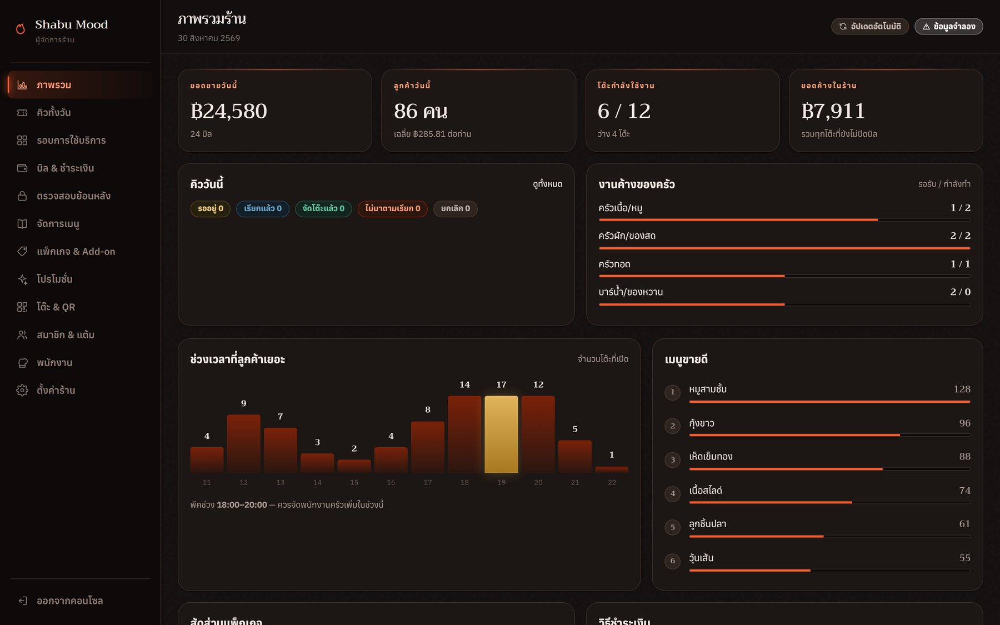 Shabu Mood
ผู้จัดการร้าน
ภาพรวม
คิวทั้งวัน
รอบการใช้บริการ
บิล & ชำระเงิน
ตรวจสอบย้อนหลัง
จัดการเมนู
แพ็กเกจ & Add-on
โปรโมชั่น
โต๊ะ & QR
สมาชิก & แต้ม
พนักงาน
ตั้งค่าร้าน
ออกจากคอนโซล
ภาพรวมร้าน
30 สิงหาคม 2569
อัปเดตอัตโนมัติ
ข้อมูลจำลอง
ยอดขายวันนี้
฿24,580
24 บิล
ลูกค้าวันนี้
86 คน
เฉลี่ย ฿285.81 ต่อท่าน
โต๊ะกำลังใช้งาน
6 / 12
ว่าง 4 โต๊ะ
ยอดค้างในร้าน
฿7,911
รวมทุกโต๊ะที่ยังไม่ปิดบิล
คิววันนี้
ดูทั้งหมด
รออยู่ 0
เรียกแล้ว 0
จัดโต๊ะแล้ว 0
ไม่มาตามเรียก 0
ยกเลิก 0
งานค้างของครัว
รอรับ / กำลังทำ
ครัวเนื้อ/หมู 1 / 2
ครัวผัก/ของสด 2 / 2
ครัวทอด 1 / 1
บาร์น้ำ/ของหวาน 2 / 0
ช่วงเวลาที่ลูกค้าเยอะ
จำนวนโต๊ะที่เปิด
4 9 7 3 2 4 8 14 17 12 5 1
11 12 13 14 15 16 17 18 19 20 21 22
พีคช่วง 18:00–20:00 — ควรจัดพนักงานครัวเพิ่มในช่วงนี้
เมนูขายดี
1 หมูสามชั้น 128
2 กุ้งขาว 96
3 เห็ดเข็มทอง 88
4 เนื้อสไลด์ 74
5 ลูกชิ้นปลา 61
6 วุ้นเส้น 55
สัดส่วนแพ็กเกจ
วิธีชำระเงิน